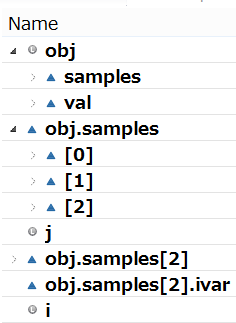 Name
obj
samples
val
obj.samples
[0]
[1]
[2]
j
obj.samples[2]
obj.samples[2].ivar
i